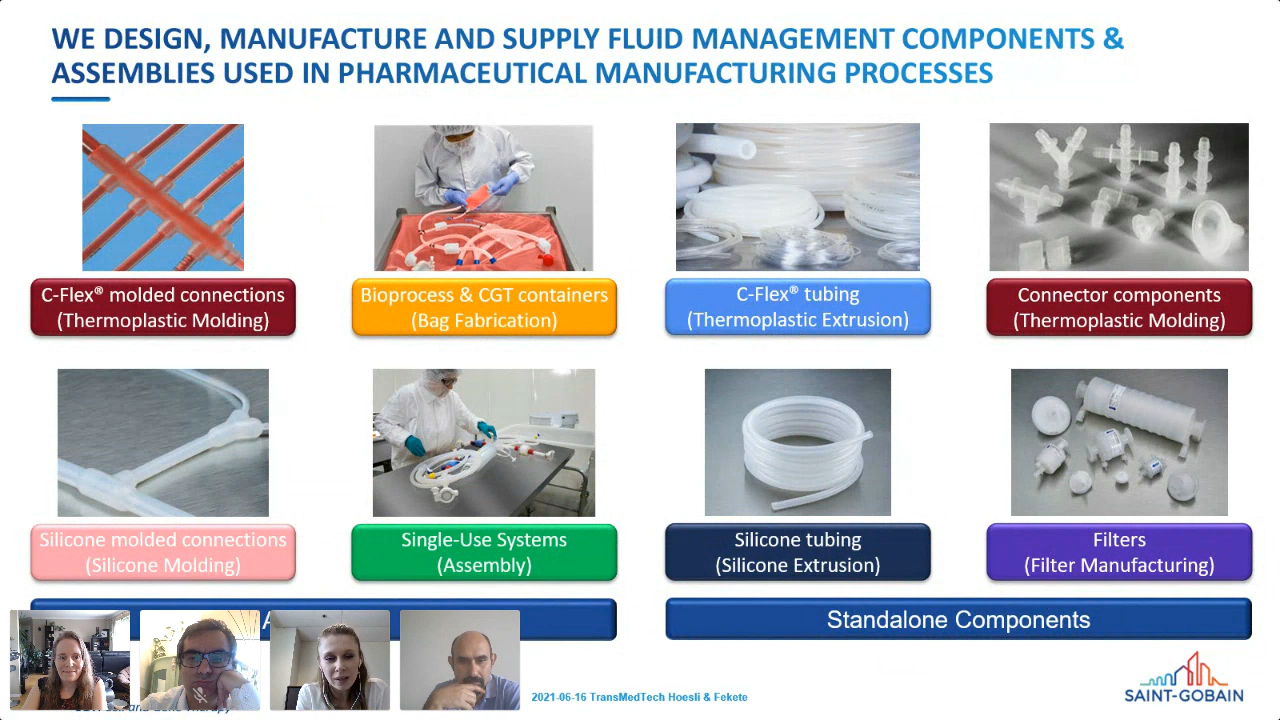 WE DESIGN, MANUFACTURE AND SUPPLY FLUID MANAGEMENT COMPONENTS &
ASSEMBLIES USED IN PHARMACEUTICAL MANUFACTURING PROCESSES
C-Flex® molded connections
(Thermoplastic Molding)
Bioprocess & CGT containers
(Bag Fabrication)
C-Flex® tubing
(Thermoplastic Extrusion)
Connector components
(Thermoplastic Molding)
Silicone molded connections
(Silicone Molding)
Single-Use Systems
(Assembly)
Silicone tubing
(Silicone Extrusion)
Filters
(Filter Manufacturing)
Standalone Components
2021-06-16 TransMedTech Hoesli & Fekete
SAINT-GOBAIN